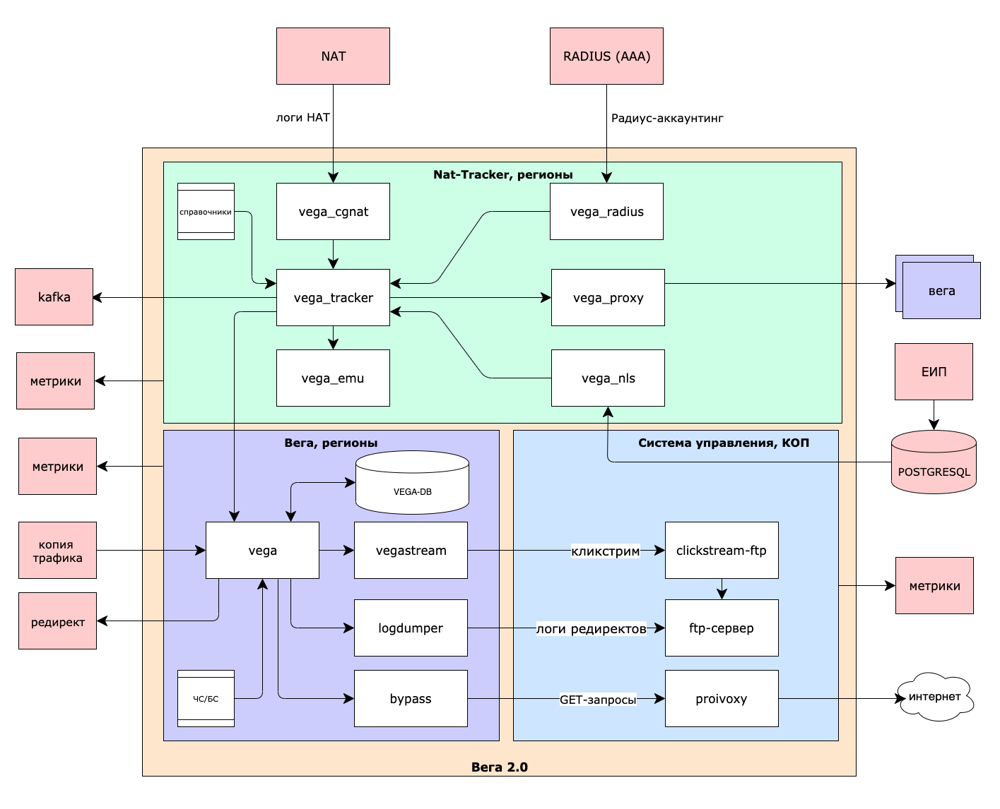 NAT
RADIUS (AAA)
логи НАТ
Радиус-аккаунтинг
Nat-Tracker, регионы
справочники
vega_cgnat
vega_radius
kafka
vega_tracker
vega_proxy
вега
метрики
vega_emu
vega_nls
ЕИП
Вега, регионы
Система управления, КОП
метрики
VEGA-DB
POSTGRESQL
копия
трафика
vega
vegastream
кликстрим
clickstream-ftp
метрики
редирект
logdumper
логи редиректов
ftp-сервер
ЧС/БС
bypass
GET-запросы
proivoxy
интернет
Вега 2.0